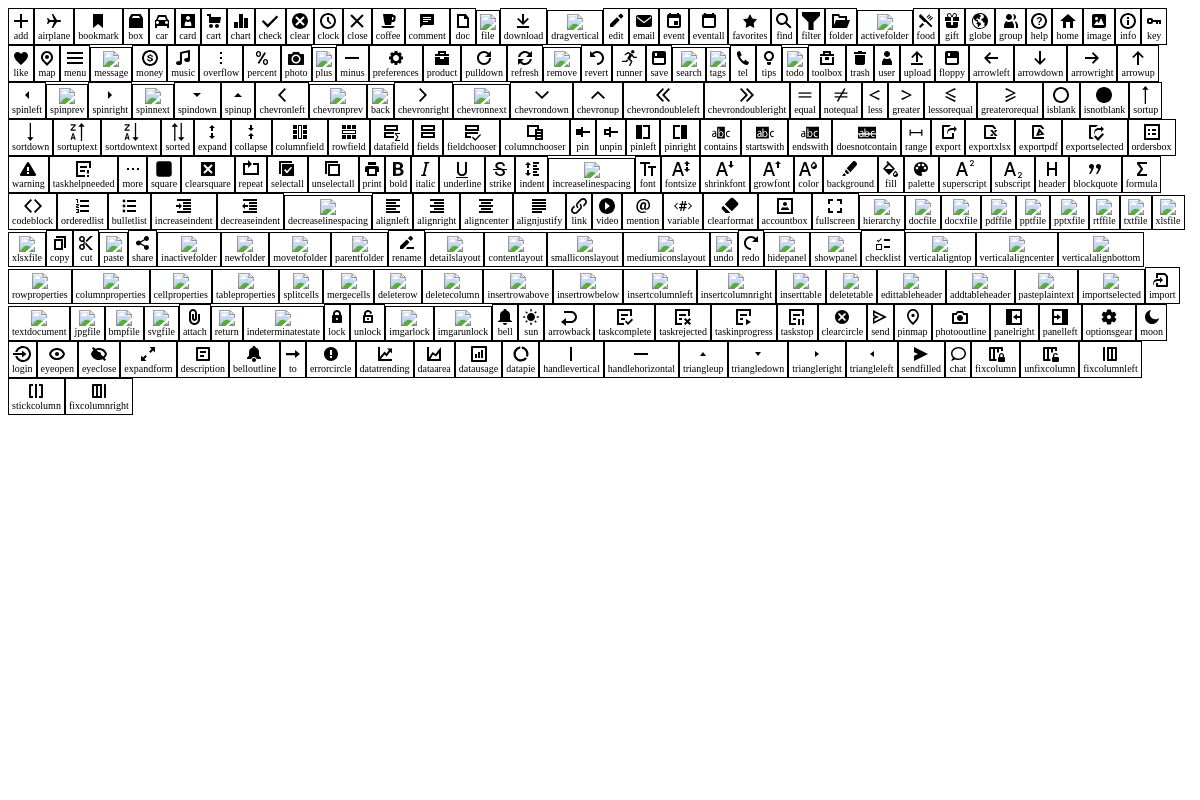 add airplane bookmark box car card cart chart check clear clock close coffee comment doc file download dragvertical edit email event eventall favorites find filter folder activefolder food gift globe group help home image info key
like map menu message money music overflow percent photo plus minus preferences product pulldown refresh remove revert runner save search tags tel tips todo toolbox trash user upload floppy arrowleft arrowdown arrowright arrowup
spinleft spinprev spinright spinnext spindown spinup chevronleft chevronprev back chevronright chevronnext chevrondown chevronup chevrondoubleleft chevrondoubleright equal notequal less greater lessorequal greaterorequal isblank isnotblank sortup
sortdown sortuptext sortdowntext sorted expand collapse columnfield rowfield datafield fields fieldchooser columnchooser pin unpin pinleft pinright contains startswith endswith doesnotcontain range export exportxlsx exportpdf exportselected ordersbox
warning taskhelpneeded more square clearsquare repeat selectall unselectall print bold italic underline strike indent increaselinespacing font fontsize shrinkfont growfont color background fill palette superscript subscript header blockquote formula
codeblock orderedlist bulletlist increaseindent decreaseindent decreaselinespacing alignleft alignright aligncenter alignjustify link video mention variable clearformat accountbox fullscreen hierarchy docfile docxfile pdffile pptfile pptxfile rtffile txtfile xlsfile
xlsxfile copy cut paste share inactivefolder newfolder movetofolder parentfolder rename detailslayout contentlayout smalliconslayout mediumiconslayout undo redo hidepanel showpanel checklist verticalaligntop verticalaligncenter verticalalignbottom
rowproperties columnproperties cellproperties tableproperties splitcells mergecells deleterow deletecolumn insertrowabove insertrowbelow insertcolumnleft insertcolumnright inserttable deletetable edittableheader addtableheader pasteplaintext importselected import
textdocument jpgfile bmpfile svgfile attach return indeterminatestate lock unlock imgarlock imgarunlock bell sun arrowback taskcomplete taskrejected taskinprogress taskstop clearcircle send pinmap photooutline panelright panelleft optionsgear moon
login eyeopen eyeclose expandform description belloutline to errorcircle datatrending dataarea datausage datapie handlevertical handlehorizontal triangleup triangledown triangleright triangleleft sendfilled chat fixcolumn unfixcolumn fixcolumnleft
stickcolumn fixcolumnright